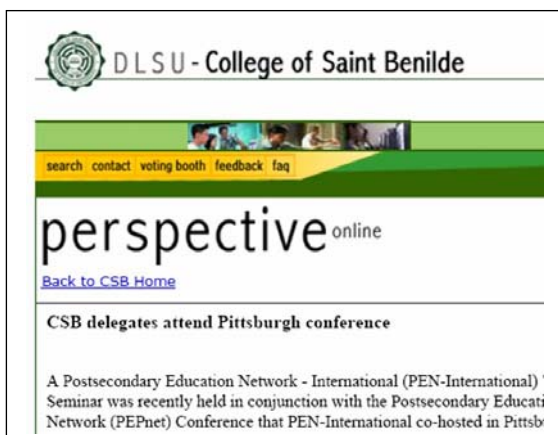 DLSU - College of Saint Benilde
search contact voting booth feedback faq
perspective online
Back to CSB Home
CSB delegates attend Pittsburgh conference
A Postsecondary Education Network - International (PEN-International)
Seminar was recently held in conjunction with the Postsecondary Educati
Network (PEPnet) Conference that PEN-International co-hosted in Pittsb